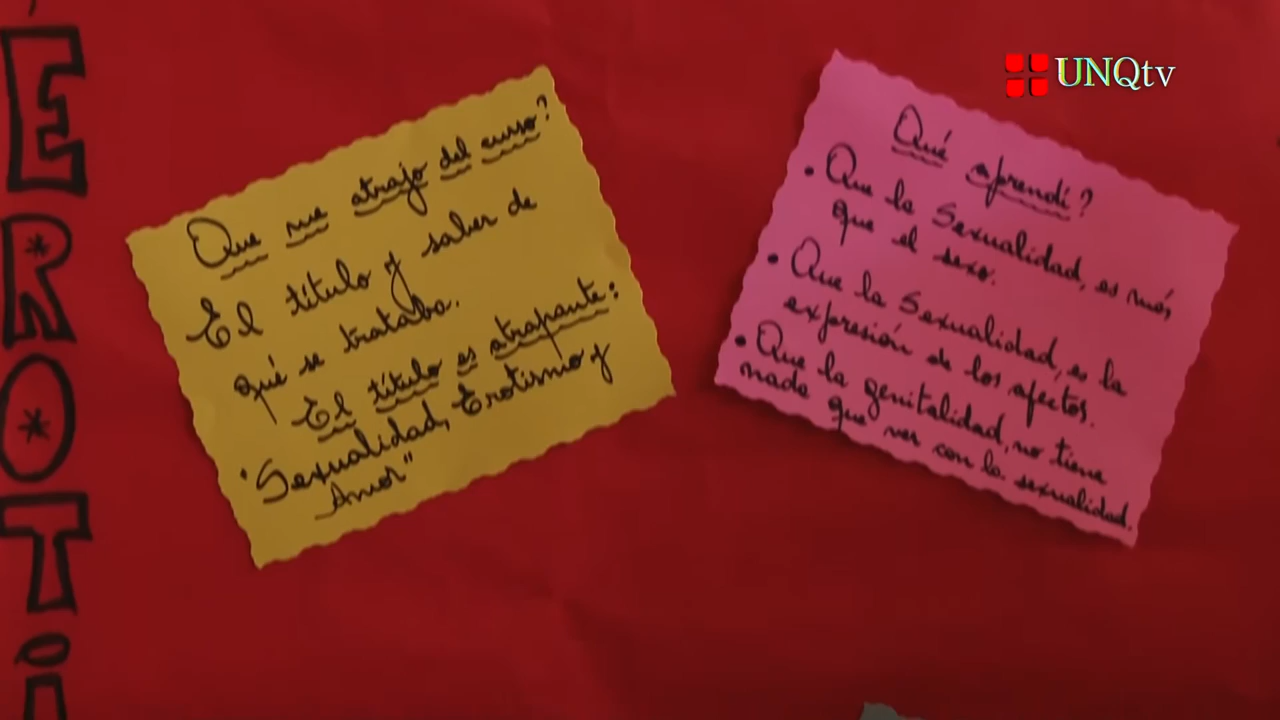 EROTI
Que me atrajo del curso?
El título y saber de
qué se trataba.
El título es atrapante:
"Sexualidad, Erotismo y
Amor"
Qué aprendí?
• Que la Sexualidad, es más
que el sexo.
• Que la Sexualidad, es la
expresión de los afectos.
• Que la genitalidad, no tiene
nada que ver con la sexualidad.
UNQtv